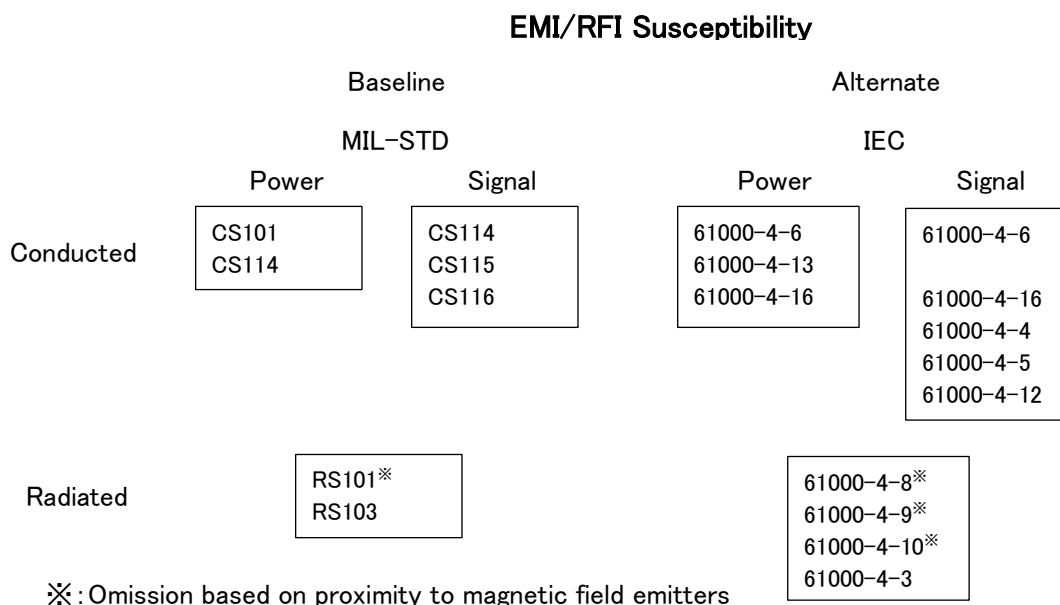 EMI/RFI Susceptibility
Baseline Alternate
MIL-STD IEC
Power Signal Power Signal
Conducted
CS101
CS114
CS114
CS115
CS116
61000-4-6
61000-4-13
61000-4-16
61000-4-6
61000-4-16
61000-4-4
61000-4-5
61000-4-12
Radiated
RS101※
RS103
61000-4-8※
61000-4-9※
61000-4-10※
61000-4-3
※:Omission based on proximity to magnetic field emitters